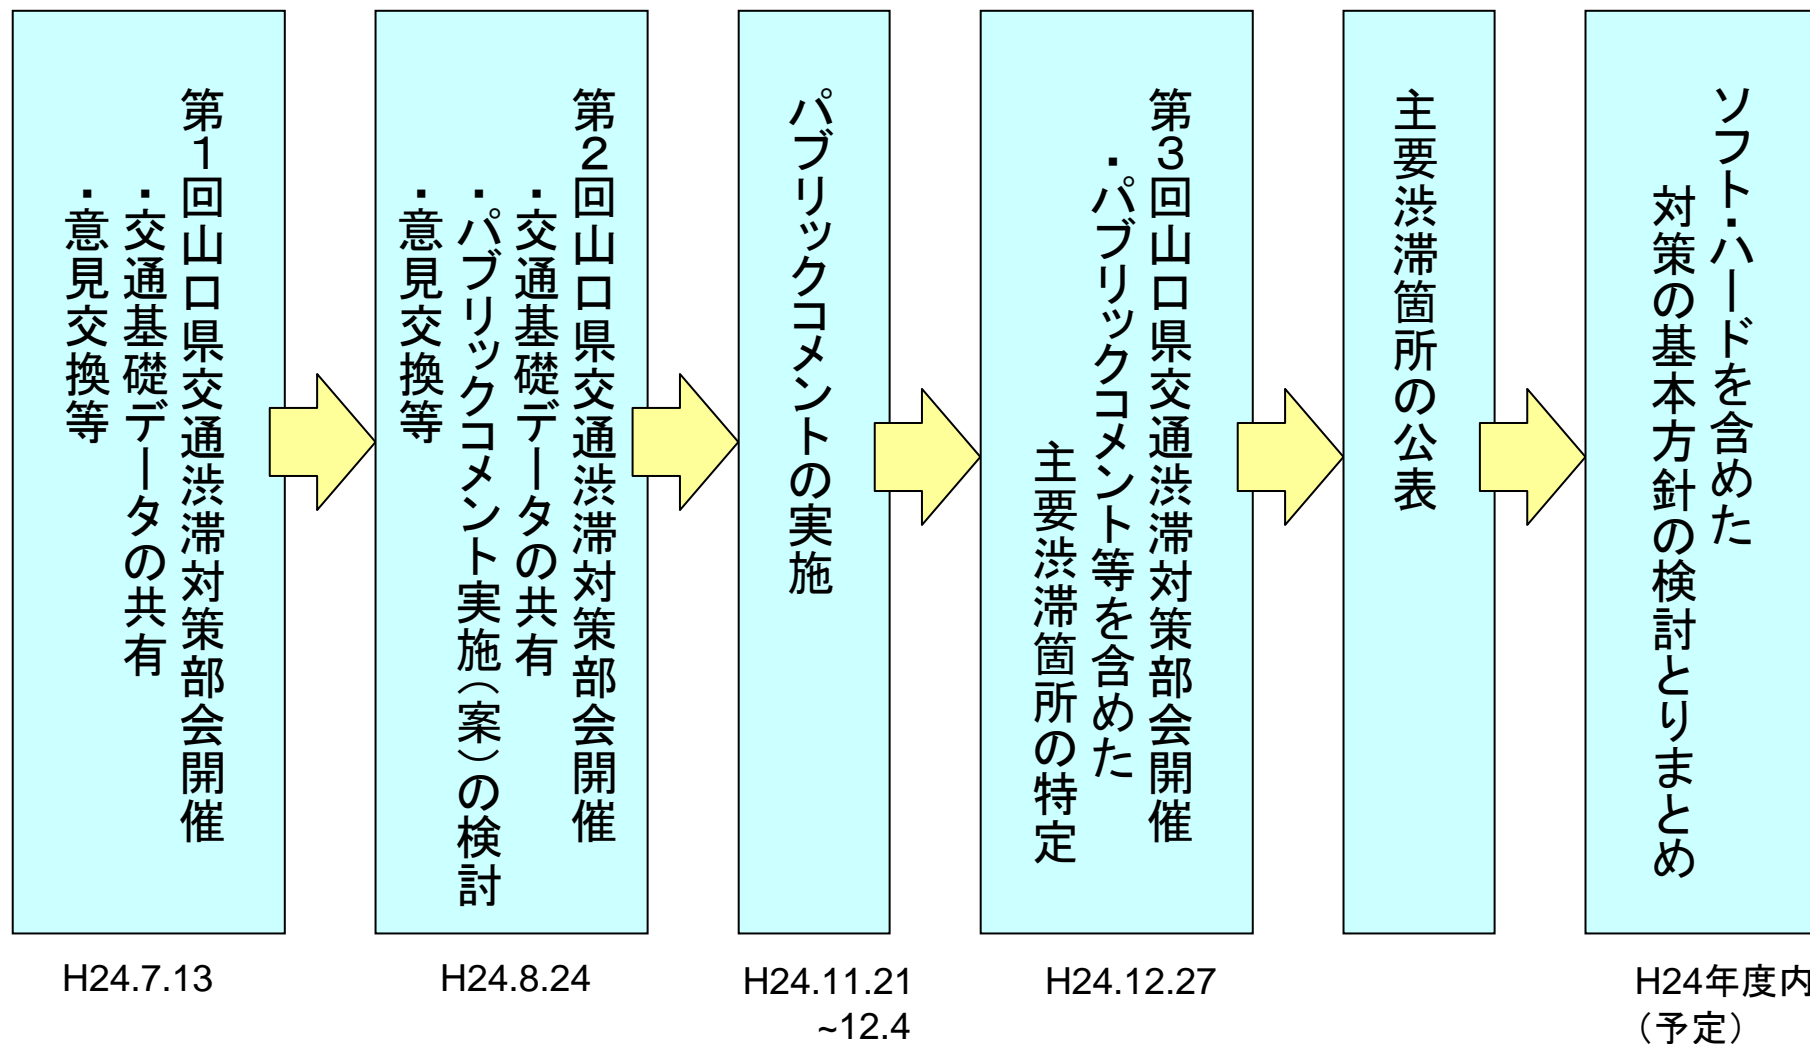 第１回山口県交通渋滞対策部会開催
・交通基礎データの共有
・意見交換等
H24.7.13
第２回山口県交通渋滞対策部会開催
・交通基礎データの共有
・パブリックコメント実施（案）の検討
・意見交換等
H24.8.24
パブリックコメントの実施
H24.11.21
~12.4
第３回山口県交通渋滞対策部会開催
・パブリックコメント等を含めた
主要渋滞箇所の特定
H24.12.27
主要渋滞箇所の公表
ソフト・ハードを含めた
対策の基本方針の検討とりまとめ
H24年度内
（予定）